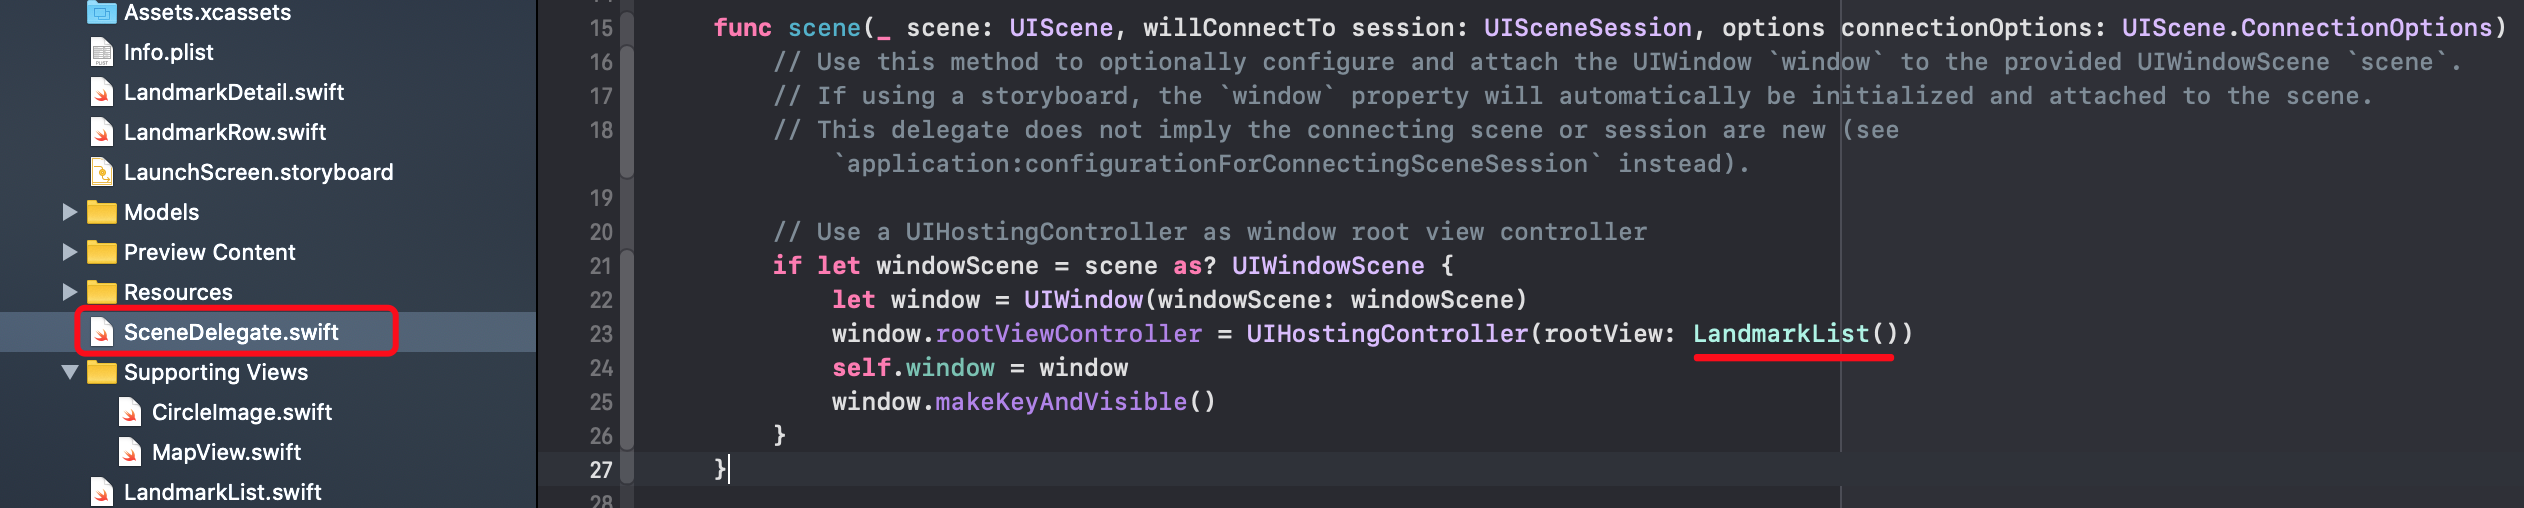 Assets.xcassets
Info.plist
LandmarkDetail.swift
LandmarkRow.swift
LaunchScreen.storyboard
Models
Preview Content
Resources
SceneDelegate.swift
Supporting Views
CircleImage.swift
MapView.swift
LandmarkList.swift
15 func scene(_ scene: UIScene, willConnectTo session: UISceneSession, options connectionOptions: UIScene.ConnectionOptions)
16 // Use this method to optionally configure and attach the UIWindow `window` to the provided UIWindowScene `scene`.
17 // If using a storyboard, the `window` property will automatically be initialized and attached to the scene.
18 // This delegate does not imply the connecting scene or session are new (see
`application:configurationForConnectingSceneSession` instead).
19
20 // Use a UIHostingController as window root view controller
21 if let windowScene = scene as? UIWindowScene {
22 let window = UIWindow(windowScene: windowScene)
23 window.rootViewController = UIHostingController(rootView: LandmarkList())
24 self.window = window
25 window.makeKeyAndVisible()
26 }
27 }
28